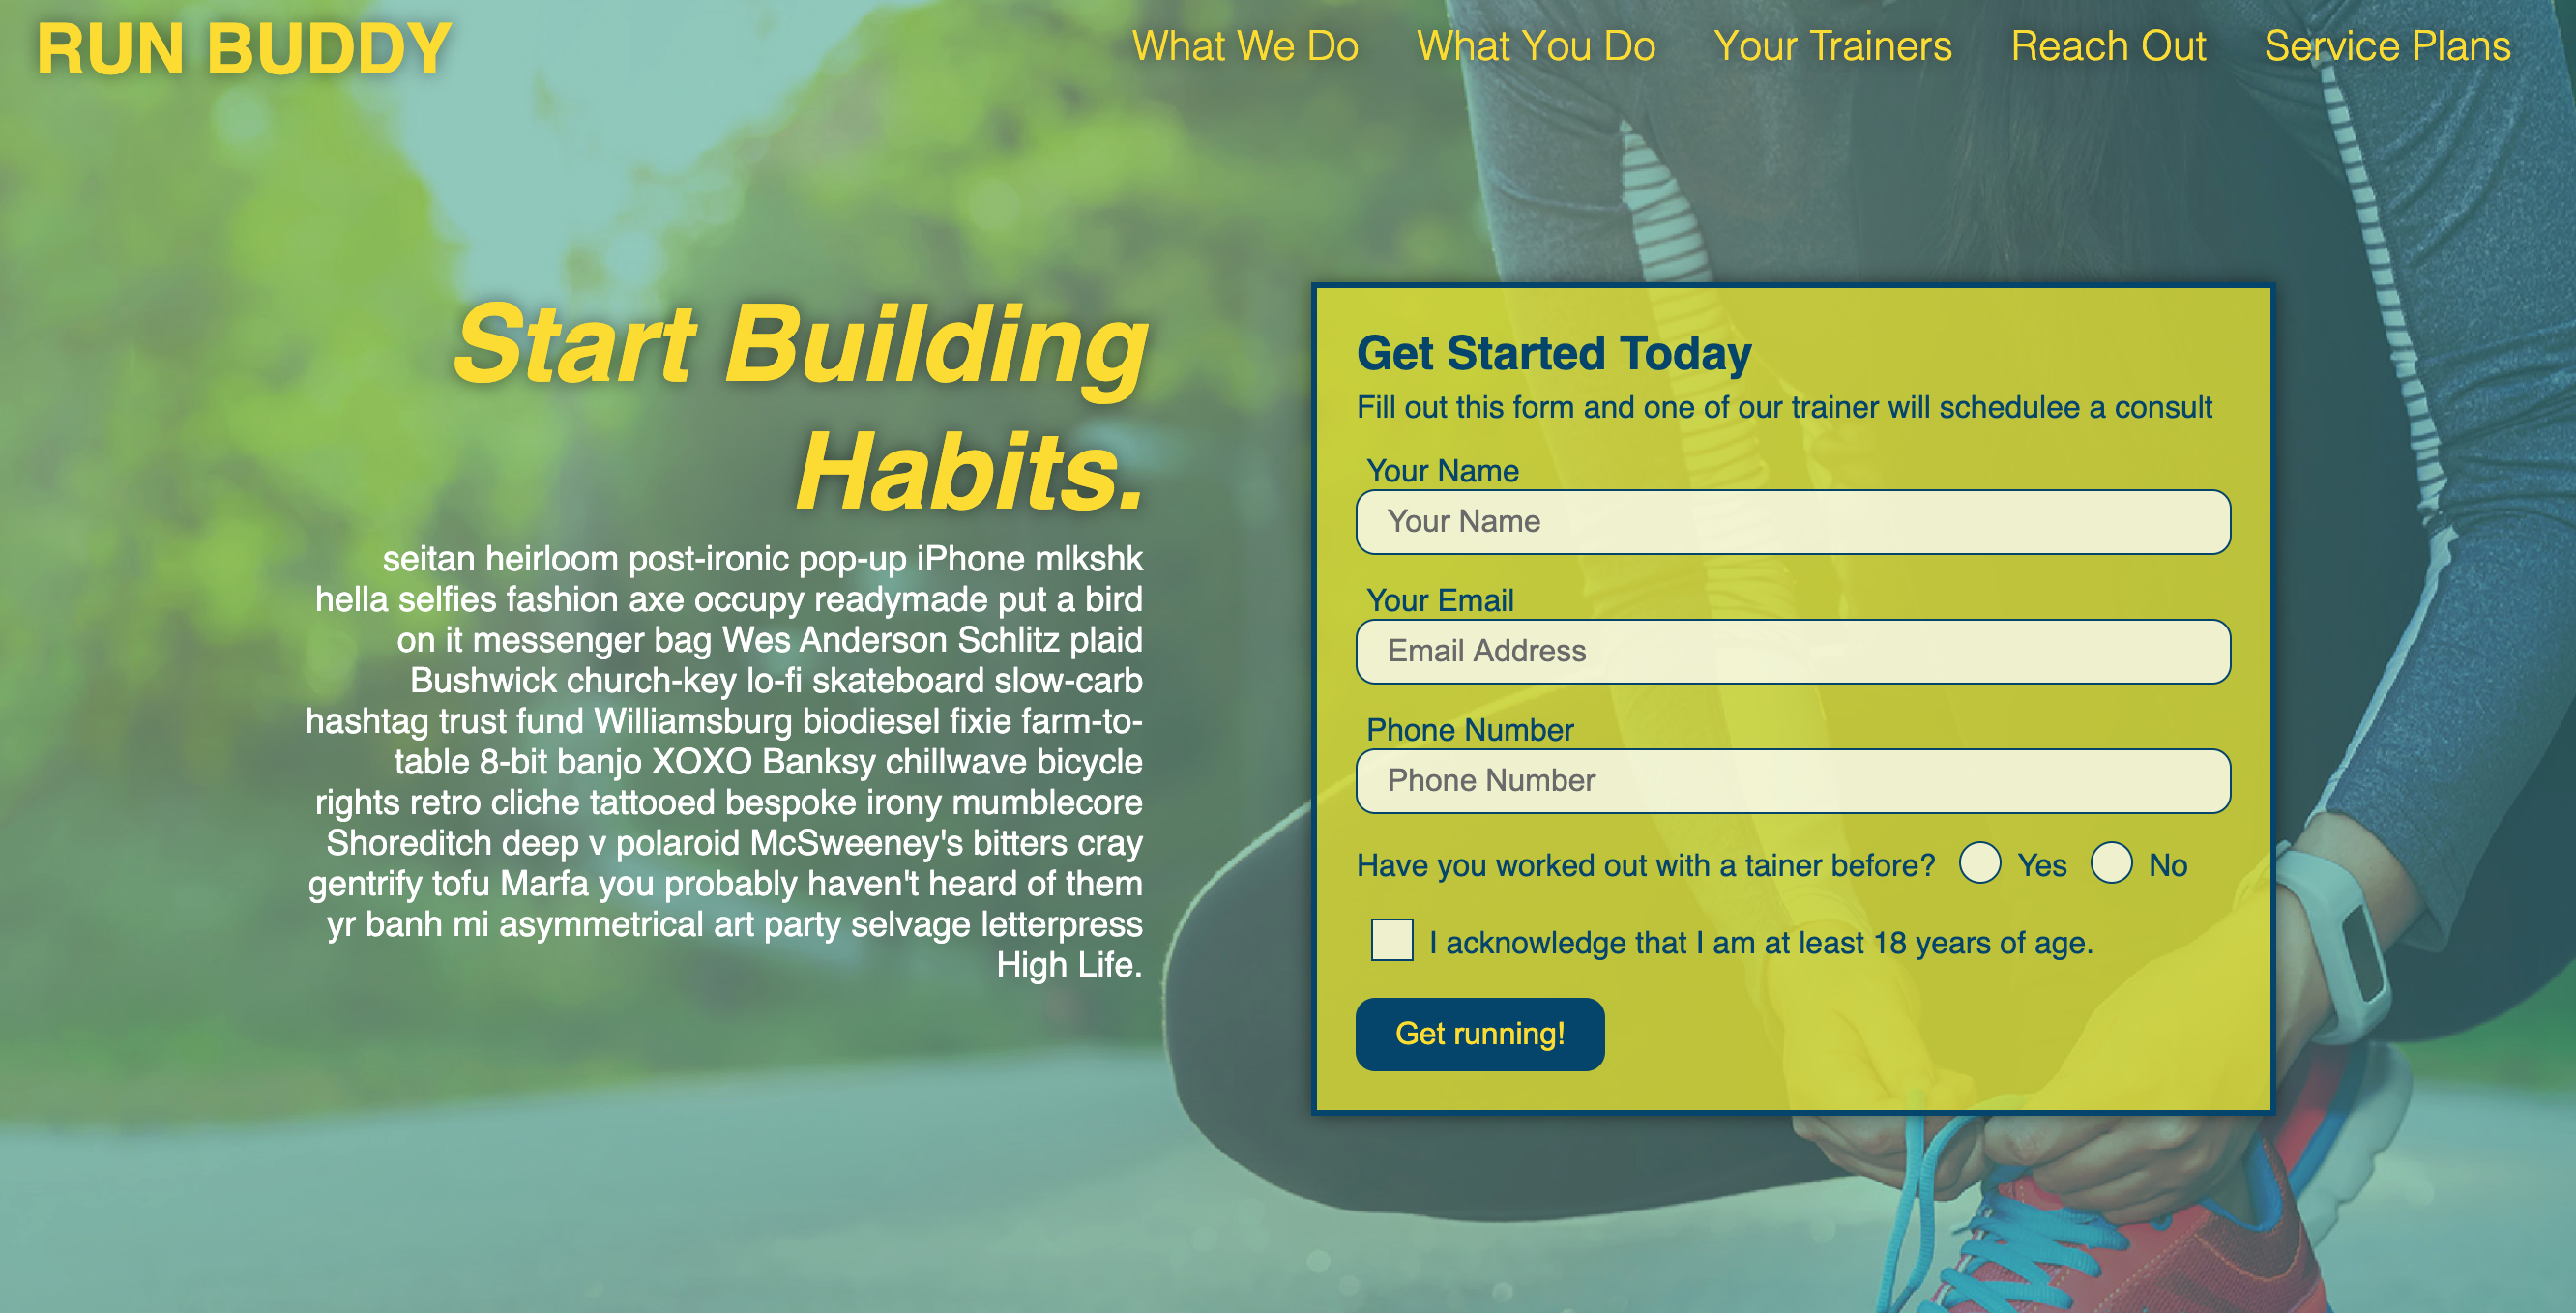 RUN BUDDY
What We Do What You Do Your Trainers Reach Out Service Plans
Start Building
Habits.
seitan heirloom post-ironic pop-up iPhone mlkshk
hella selfies fashion axe occupy readymade put a bird
on it messenger bag Wes Anderson Schlitz plaid
Bushwick church-key lo-fi skateboard slow-carb
hashtag trust fund Williamsburg biodiesel fixie farm-to-
table 8-bit banjo XOXO Banksy chillwave bicycle
rights retro cliche tattooed bespoke irony mumblecore
Shoreditch deep v polaroid McSweeney's bitters cray
gentrify tofu Marfa you probably haven't heard of them
yr banh mi asymmetrical art party selvage letterpress
High Life.
Get Started Today
Fill out this form and one of our trainer will schedulee a consult
Your Name
Your Name
Your Email
Email Address
Phone Number
Phone Number
Have you worked out with a tainer before? Yes No
I acknowledge that I am at least 18 years of age.
Get running!